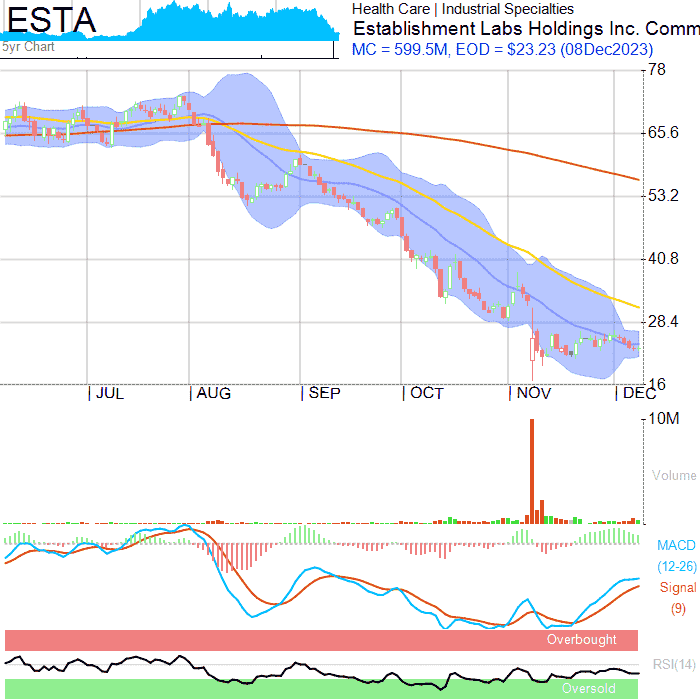 ESTA
5yr Chart
Health Care | Industrial Specialties
Establishment Labs Holdings Inc. Comm
MC = 599.5M, EOD = $23.23 (08Dec2023)
78
65.6
53.2
40.8
28.4
16
JUL AUG SEP OCT NOV DEC
10M
Volume
MACD
(12-26)
Signal
(9)
Overbought
RSI(14)
Oversold